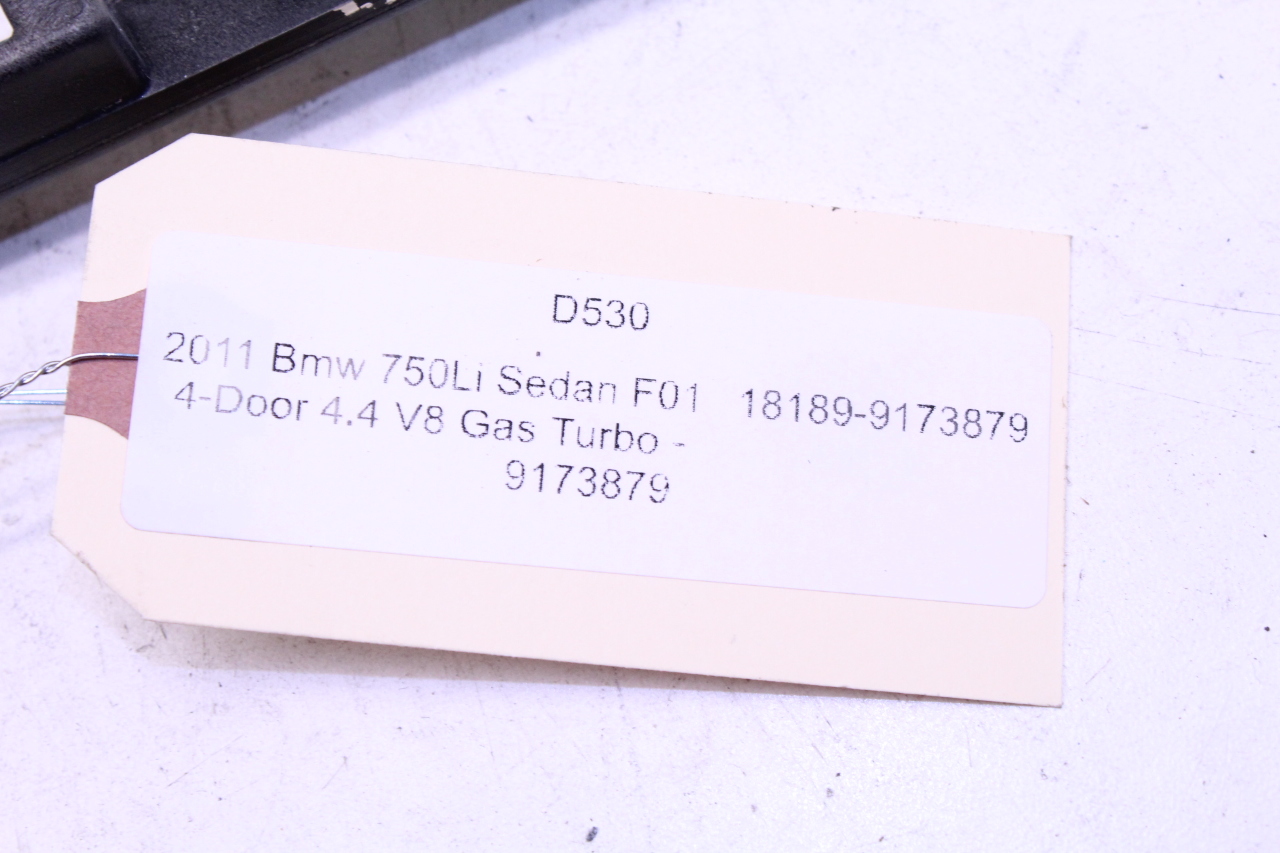 D530
2011 Bmw 750Li Sedan F01 18189-9173879
4-Door 4.4 V8 Gas Turbo -
9173879